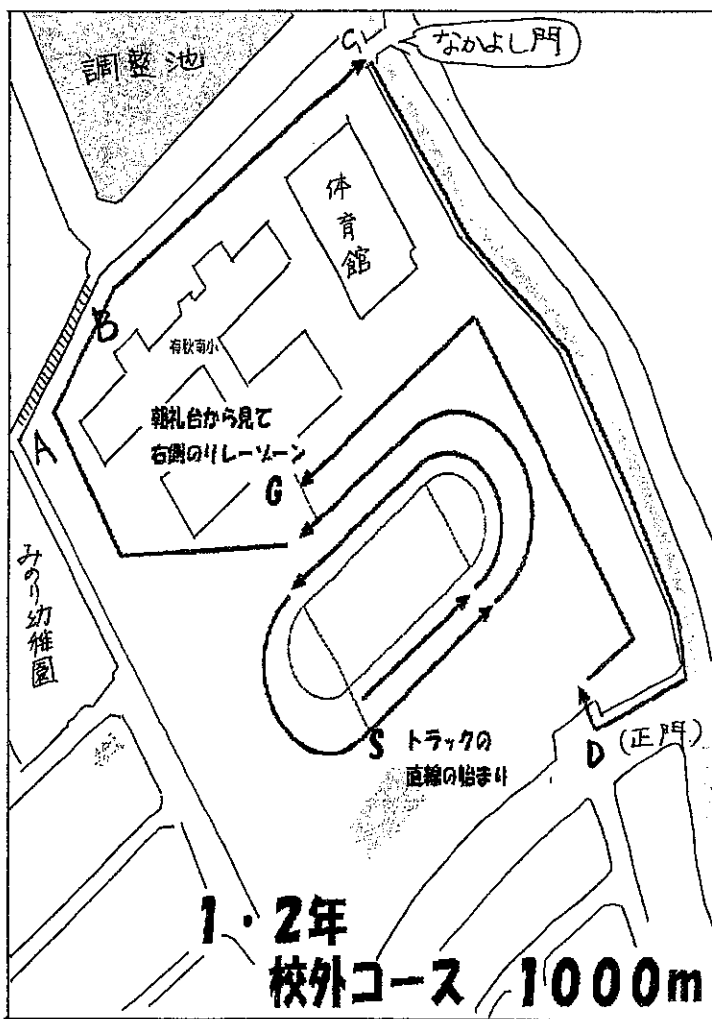 調整池
C
なかよし門
体育館
B
有秋南小
朝礼台から見て
右側のリレーゾーン
A
G
みのり幼稚園
S
トラックの
直線の始まり
D
(正門)
1・2年
校外コース 1000m